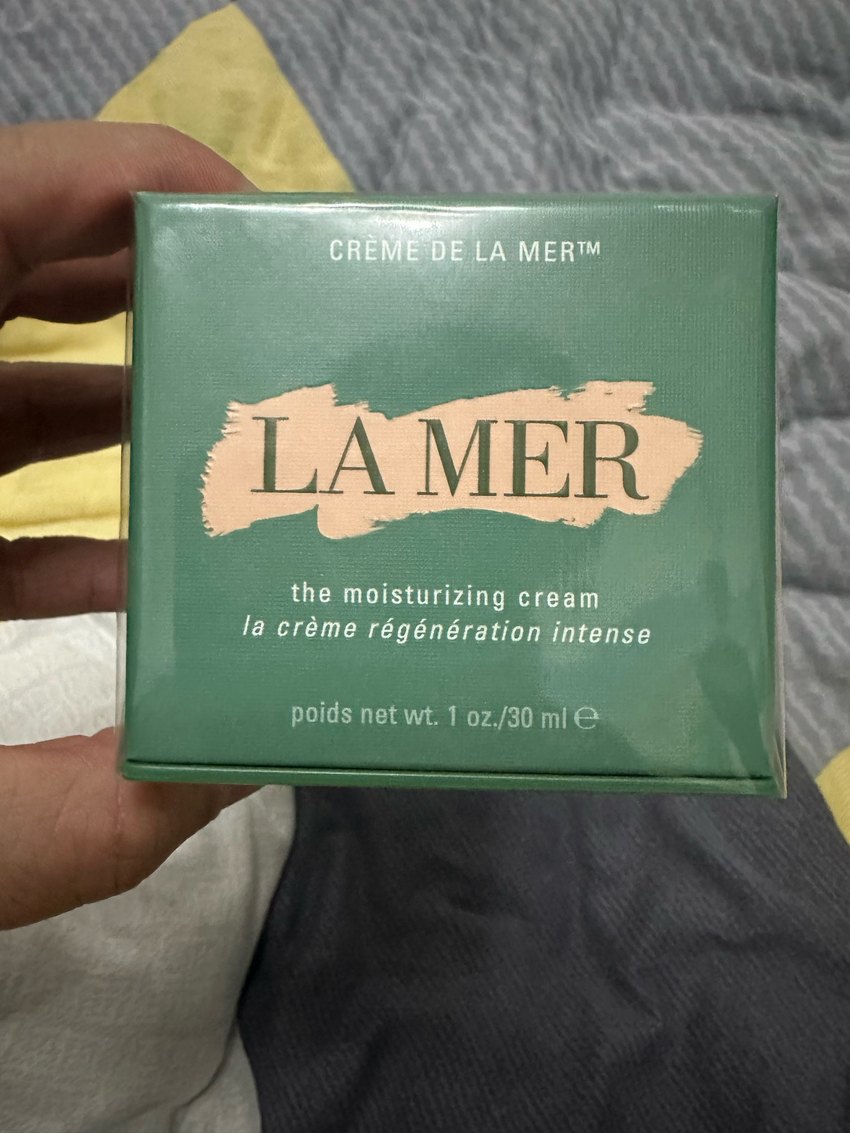 CRÈME DE LA MER™
LA MER
the moisturizing cream
la crème régénération intense
poids net wt. 1 oz./30 ml ℮